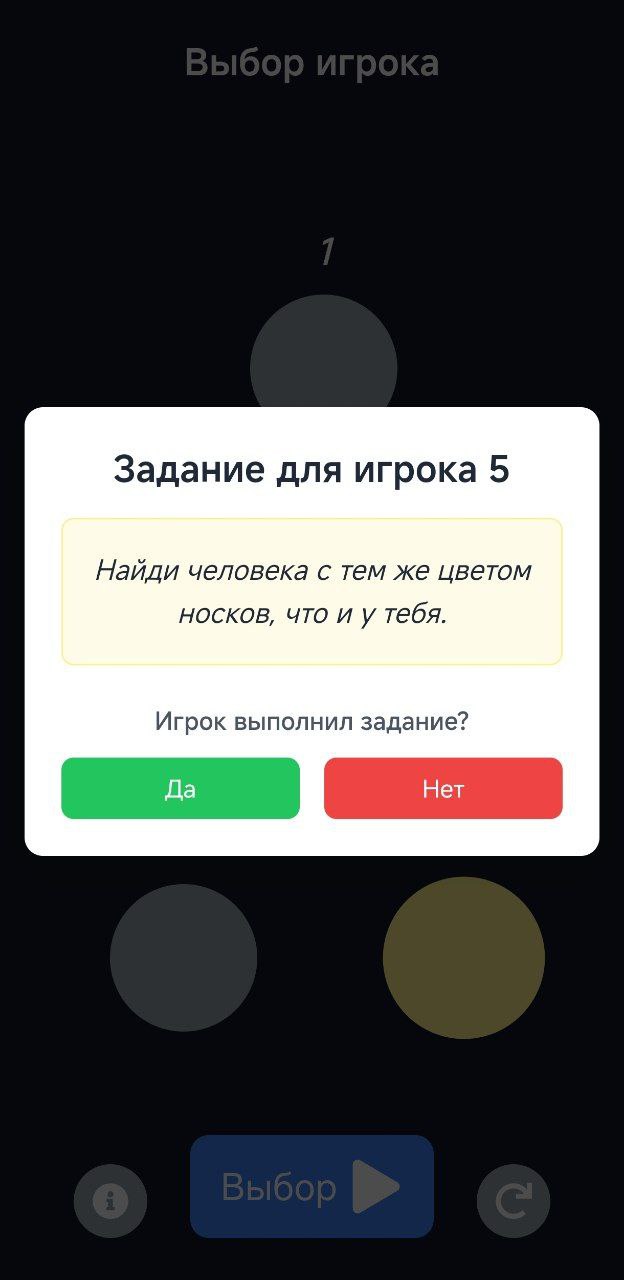 Выбор игрока
1
Задание для игрока 5
Найди человека с тем же цветом
носков, что и у тебя.
Игрок выполнил задание?
Да
Нет
Выбор